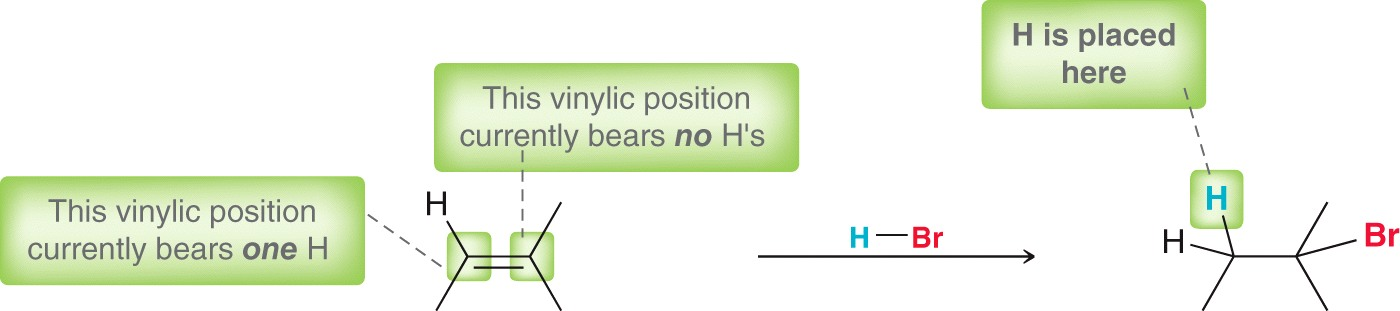 H is placed
here
This vinylic position
currently bears no H's
This vinylic position
currently bears one H
H
H—Br
H
H
Br